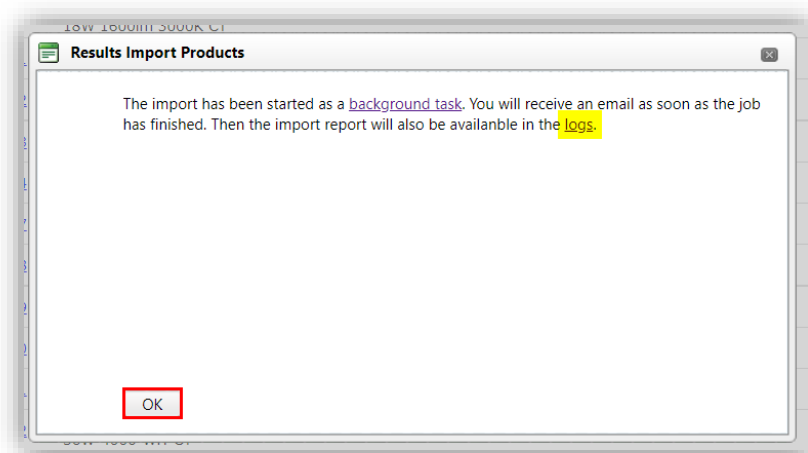 18W 1600lm 3000K CT
Results Import Products
The import has been started as a background task. You will receive an email as soon as the job
has finished. Then the import report will also be availanble in the logs.
OK